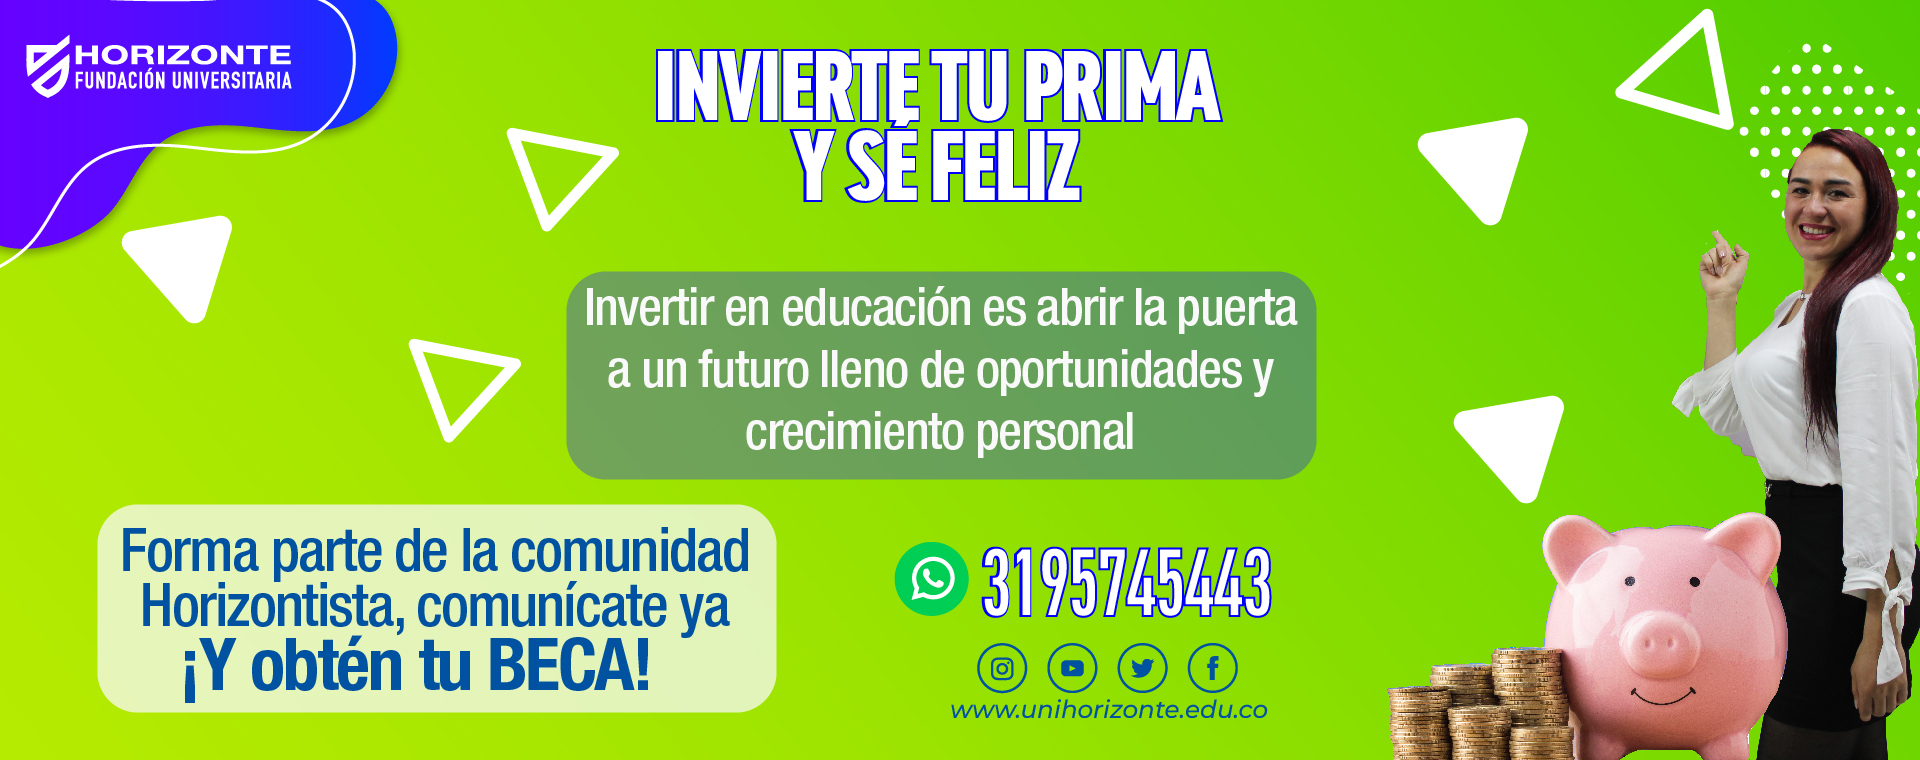 HORIZONTE
FUNDACIÓN UNIVERSITARIA
INVIERTE TU PRIMA
Y SÉ FELIZ
Invertir en educación es abrir la puerta
a un futuro lleno de oportunidades y
crecimiento personal
Forma parte de la comunidad
Horizontista, comunícate ya
¡Y obtén tu BECA!
3195745443
www.unihorizonte.edu.co